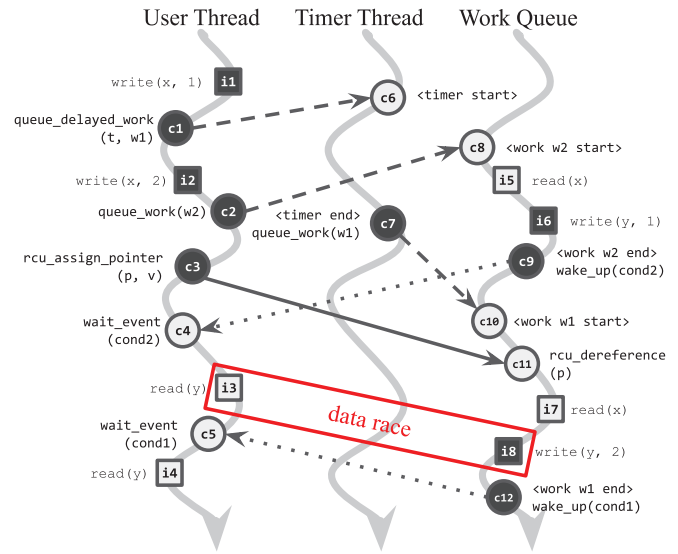 User Thread
Timer Thread
Work Queue
write(x, 1)
i1
c6
<timer start>
queue_delayed_work
(t, w1)
c1
c8
<work w2 start>
write(x, 2)
i2
i5
read(x)
queue_work(w2)
c2
<timer end>
queue_work(w1)
c7
i6
write(y, 1)
rcu_assign_pointer
(p, v)
c3
c9
<work w2 end>
wake_up(cond2)
wait_event
(cond2)
c4
c10
<work w1 start>
c11
rcu_dereference
(p)
read(y)
i3
data race
i7
read(x)
wait_event
(cond1)
c5
i8
write(y, 2)
read(y)
i4
c12
<work w1 end>
wake_up(cond1)